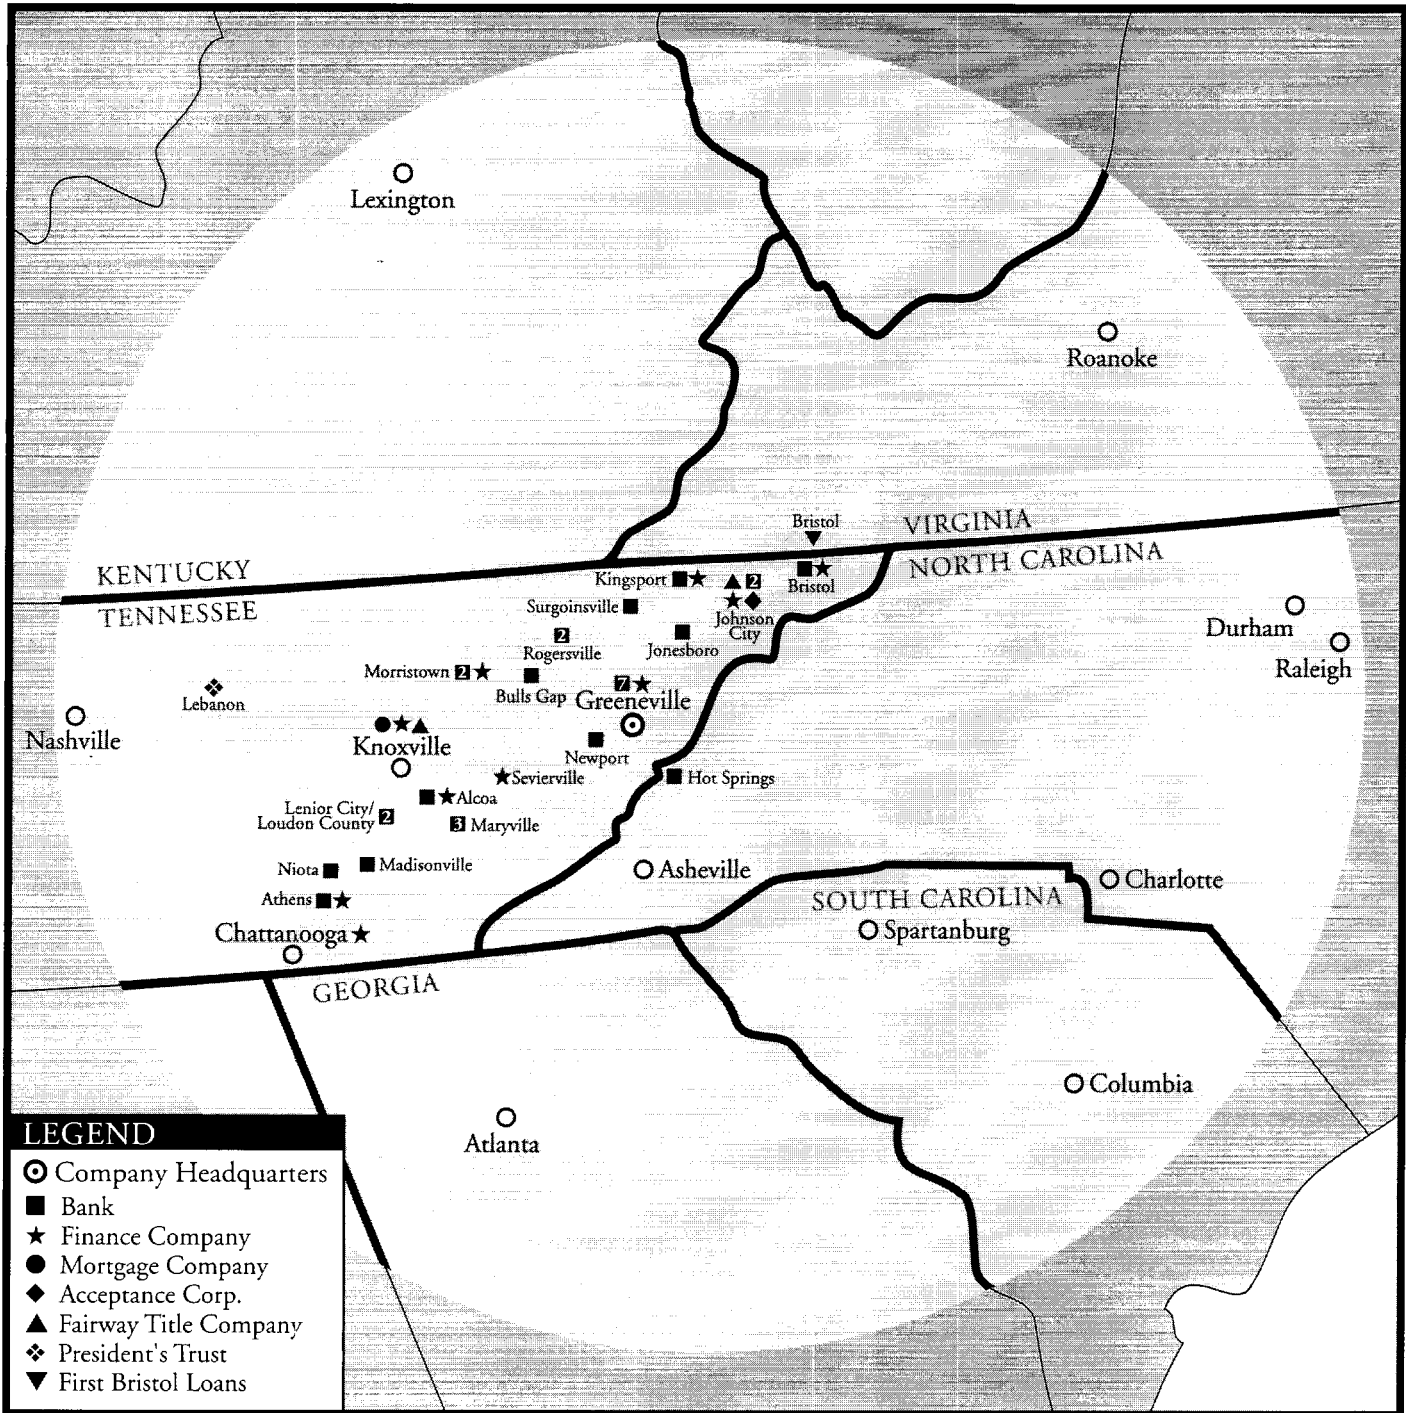 Lexington
Roanoke
Bristol
VIRGINIA
NORTH CAROLINA
KENTUCKY
TENNESSEE
Kingsport
2
Bristol
Surgoinsville
Johnson
City
Durham
2
Rogersville
Jonesboro
Raleigh
Morristown 2
Bulls Gap
7
Greeneville
Lebanon
Nashville
Knoxville
Newport
Sevierville
Hot Springs
Alcoa
Lenior City/
Loudon County 2
3 Maryville
Niota
Madisonville
Asheville
Charlotte
Athens
SOUTH CAROLINA
Spartanburg
Chattanooga
GEORGIA
Columbia
Atlanta
LEGEND
Company Headquarters
Bank
Finance Company
Mortgage Company
Acceptance Corp.
Fairway Title Company
President's Trust
First Bristol Loans